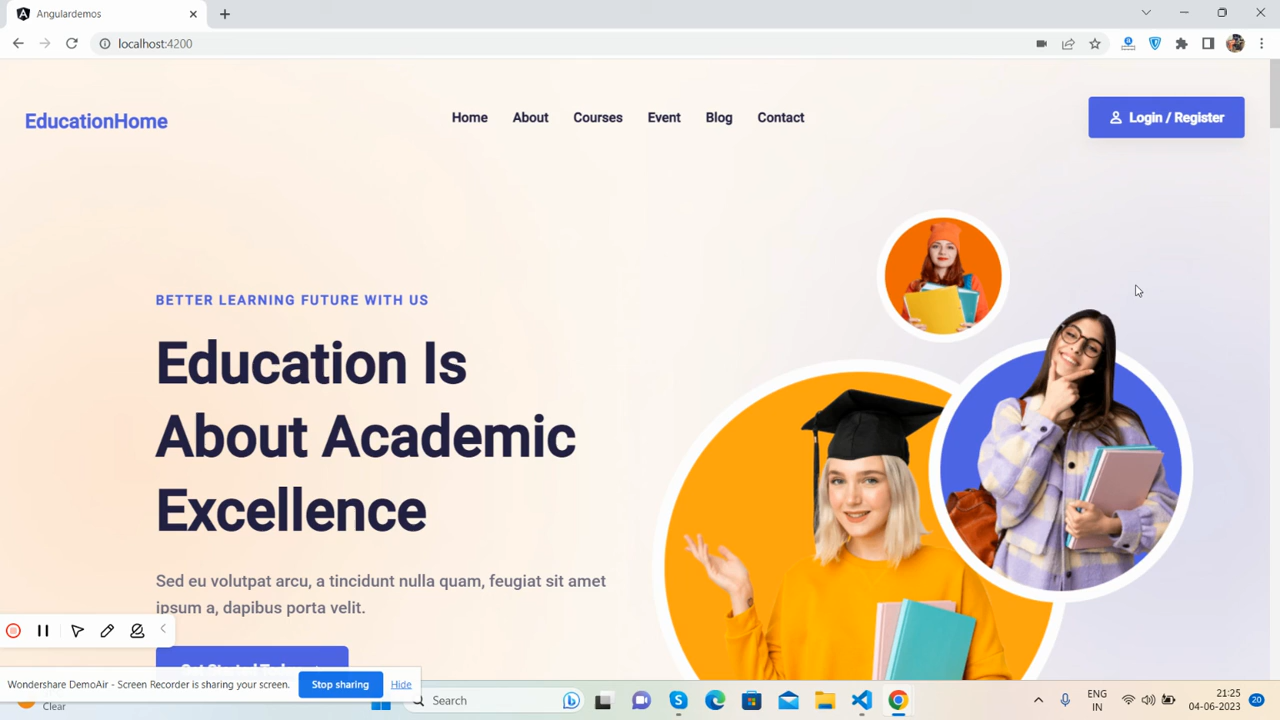 Angulardemos
localhost:4200
EducationHome
Home About Courses Event Blog Contact
Login / Register
BETTER LEARNING FUTURE WITH US
Education Is
About Academic
Excellence
Sed eu volutpat arcu, a tincidunt nulla quam, feugiat sit amet
ipsum a, dapibus porta velit.
Wondershare DemoAir - Screen Recorder is sharing your screen. Stop sharing Hide
Clear
Search
ENG
IN
21:25
04-06-2023
20